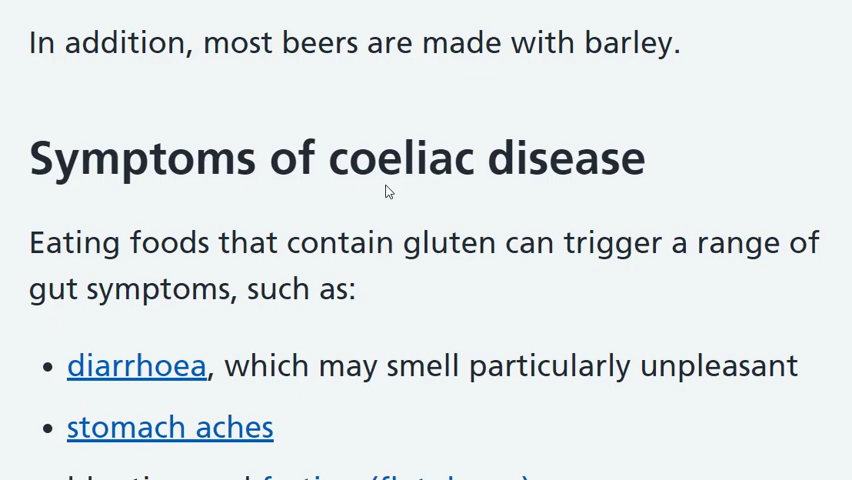 In addition, most beers are made with barley.
Symptoms of coeliac disease
Eating foods that contain gluten can trigger a range of
gut symptoms, such as:
• diarrhoea, which may smell particularly unpleasant
• stomach aches